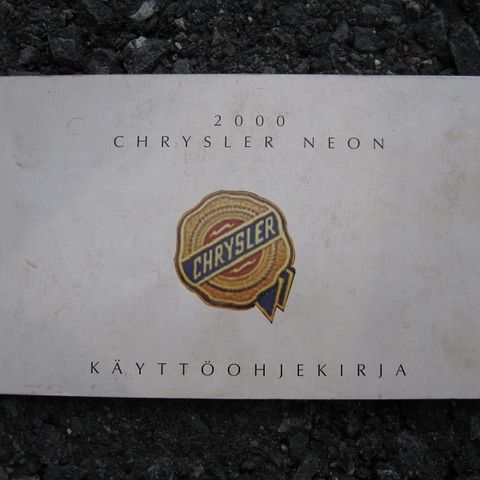 2000
CHRYSLER NEON
CHRYSLER
KÄYTTÖOHJEKIRJA